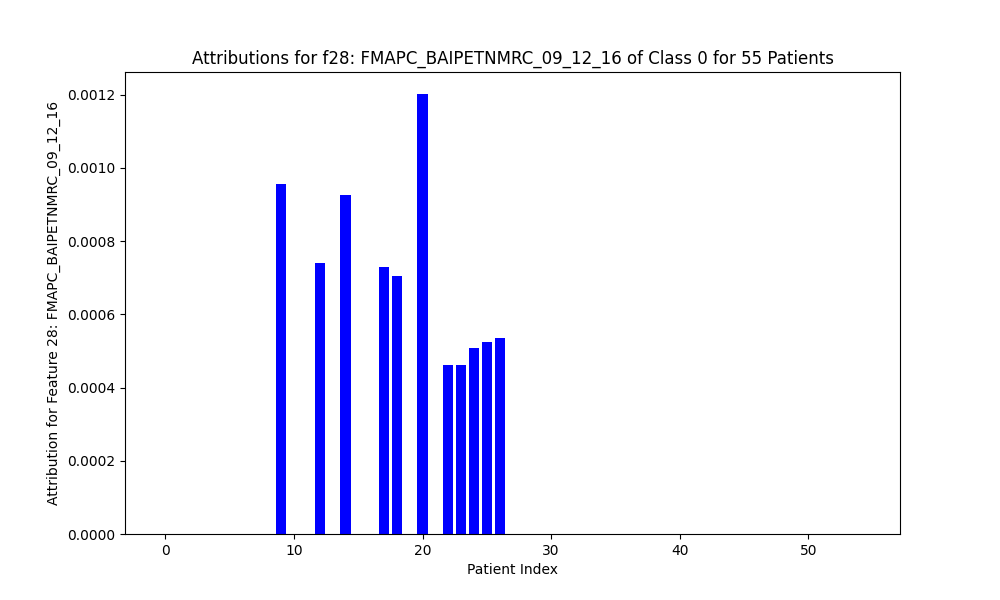 Attributions for f28: FMAPC_BAIPETNMRC_09_12_16 of Class 0 for 55 Patients
Attribution for Feature 28: FMAPC_BAIPETNMRC_09_12_16
0.0012
0.0010
0.0008
0.0006
0.0004
0.0002
0.0000
0 10 20 30 40 50
Patient Index